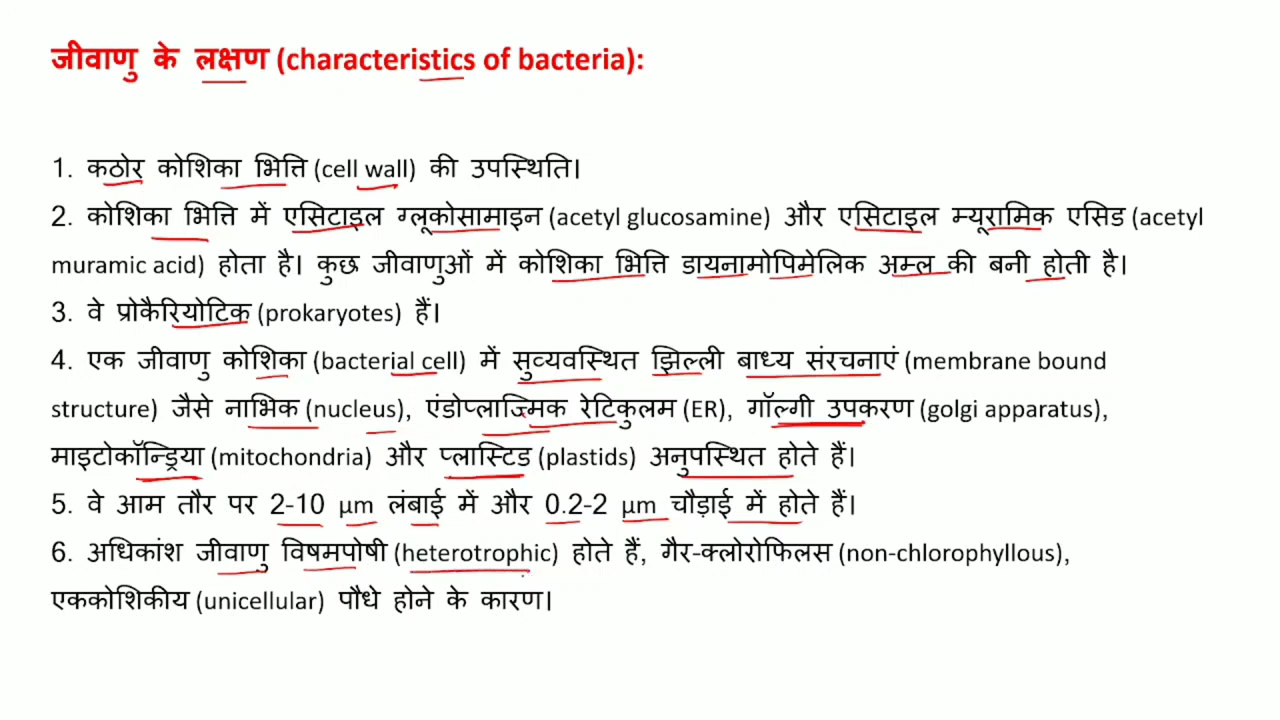 जीवाणु के लक्षण (characteristics of bacteria):
1. कठोर कोशिका भित्ति (cell wall) की उपस्थिति।
2. कोशिका भित्ति में एसिटाइल ग्लूकोसामाइन (acetyl glucosamine) और एसिटाइल म्यूरामिक एसिड (acetyl
muramic acid) होता है। कुछ जीवाणुओं में कोशिका भित्ति डायनामोपिमेलिक अम्ल की बनी होती है।
3. वे प्रोकैरियोटिक (prokaryotes) हैं।
4. एक जीवाणु कोशिका (bacterial cell) में सुव्यवस्थित झिल्ली बाध्य संरचनाएं (membrane bound
structure) जैसे नाभिक (nucleus), एंडोप्लाज्मिक रेटिकुलम (ER), गॉल्गी उपकरण (golgi apparatus),
माइटोकॉन्ड्रिया (mitochondria) और प्लास्टिड (plastids) अनुपस्थित होते हैं।
5. वे आम तौर पर 2-10 μm लंबाई में और 0.2-2 μm चौड़ाई में होते हैं।
6. अधिकांश जीवाणु विषमपोषी (heterotrophic) होते हैं, गैर-क्लोरोफिलस (non-chlorophyllous),
एककोशिकीय (unicellular) पौधे होने के कारण।